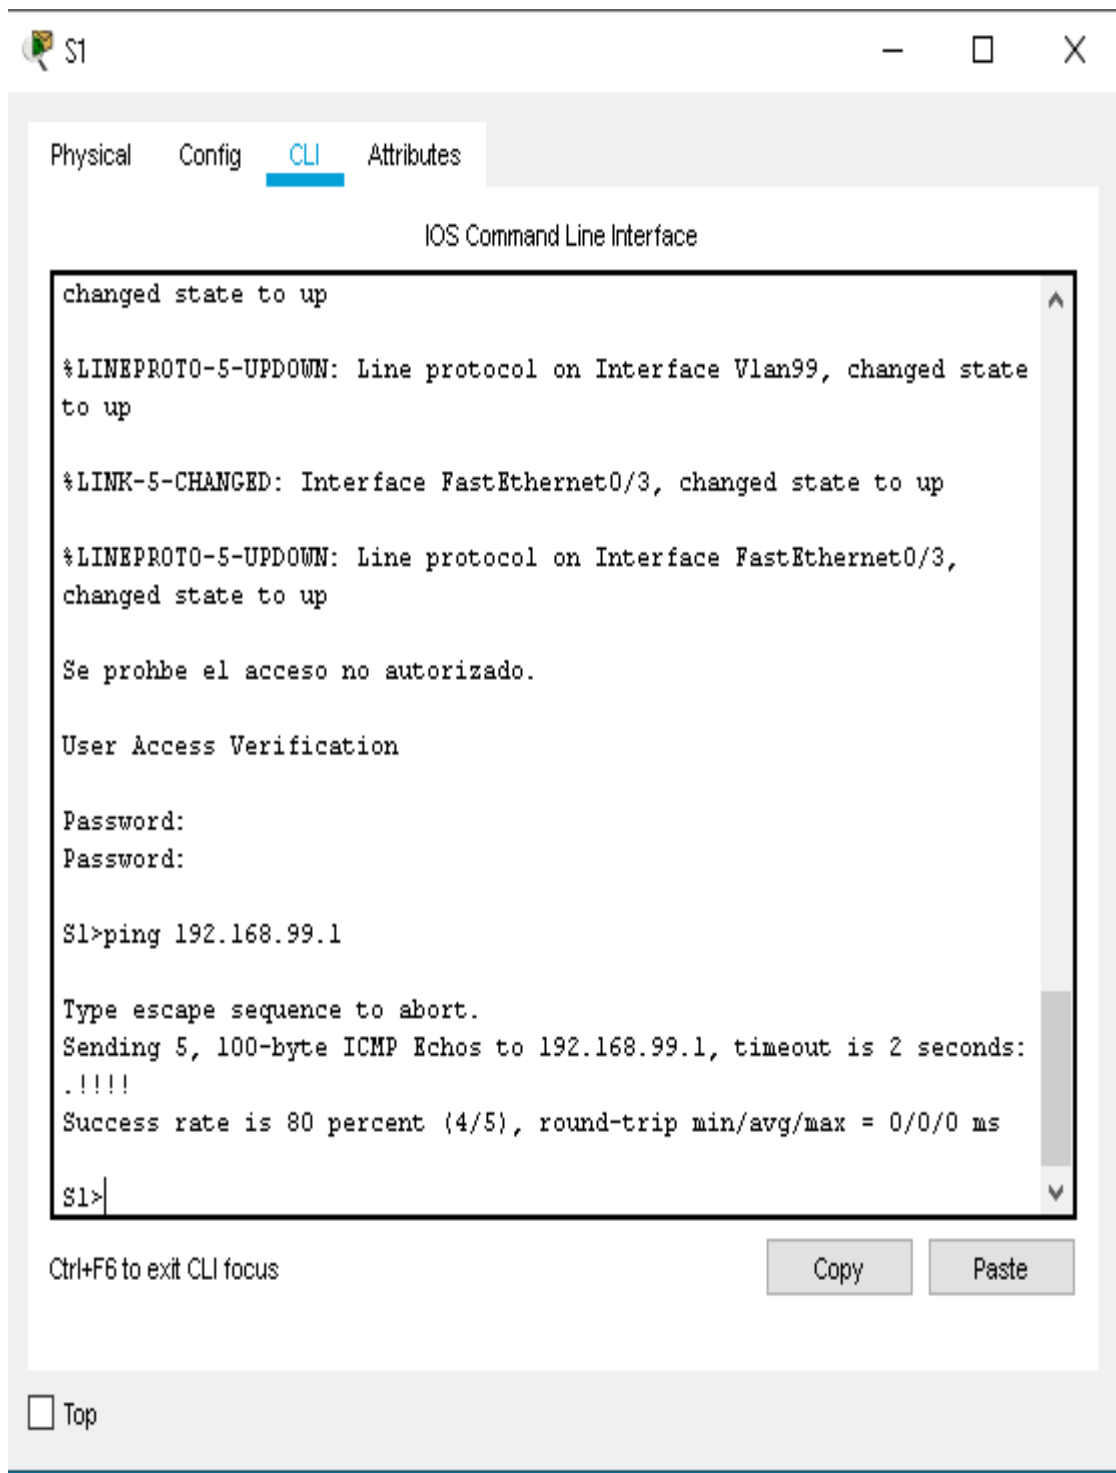 S1
Physical Config CLI Attributes
IOS Command Line Interface
changed state to up
%LINEPROTO-5-UPDOWN: Line protocol on Interface Vlan99, changed state
to up
%LINK-5-CHANGED: Interface FastEthernet0/3, changed state to up
%LINEPROTO-5-UPDOWN: Line protocol on Interface FastEthernet0/3,
changed state to up
Se prohbe el acceso no autorizado.
User Access Verification
Password:
Password:
S1>ping 192.168.99.1
Type escape sequence to abort.
Sending 5, 100-byte ICMP Echos to 192.168.99.1, timeout is 2 seconds:
.!!!!
Success rate is 80 percent (4/5), round-trip min/avg/max = 0/0/0 ms
S1>
Ctrl+F6 to exit CLI focus Copy Paste
Top